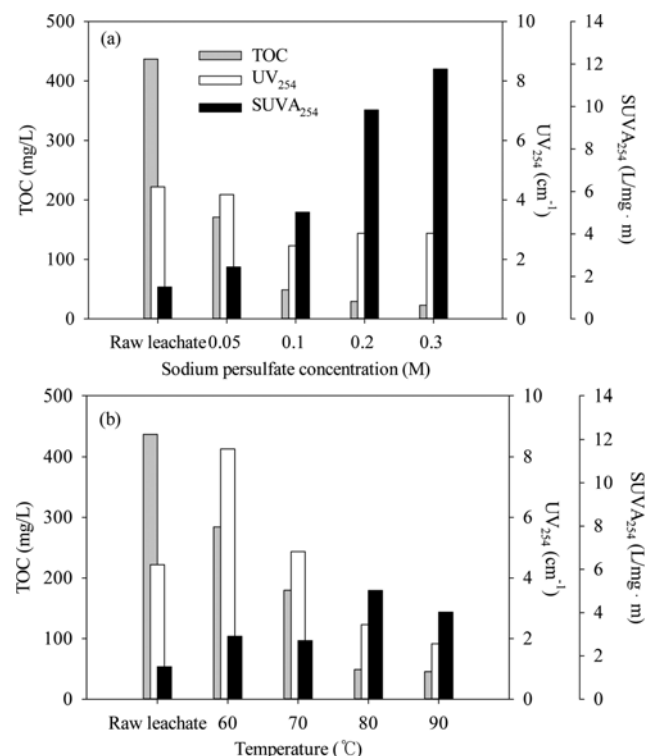 (a)
TOC
UV254
SUVA254
500
400
300
200
100
0
TOC (mg/L)
10
8
6
4
2
0
UV254 (cm-1)
14
12
10
8
6
4
2
0
SUVA254 (L/mg · m)
Raw leachate 0.05 0.1 0.2 0.3
Sodium persulfate concentration (M)
(b)
500
400
300
200
100
0
TOC (mg/L)
10
8
6
4
2
0
UV254 (cm-1)
14
12
10
8
6
4
2
0
SUVA254 (L/mg · m)
Raw leachate 60 70 80 90
Temperature (℃)